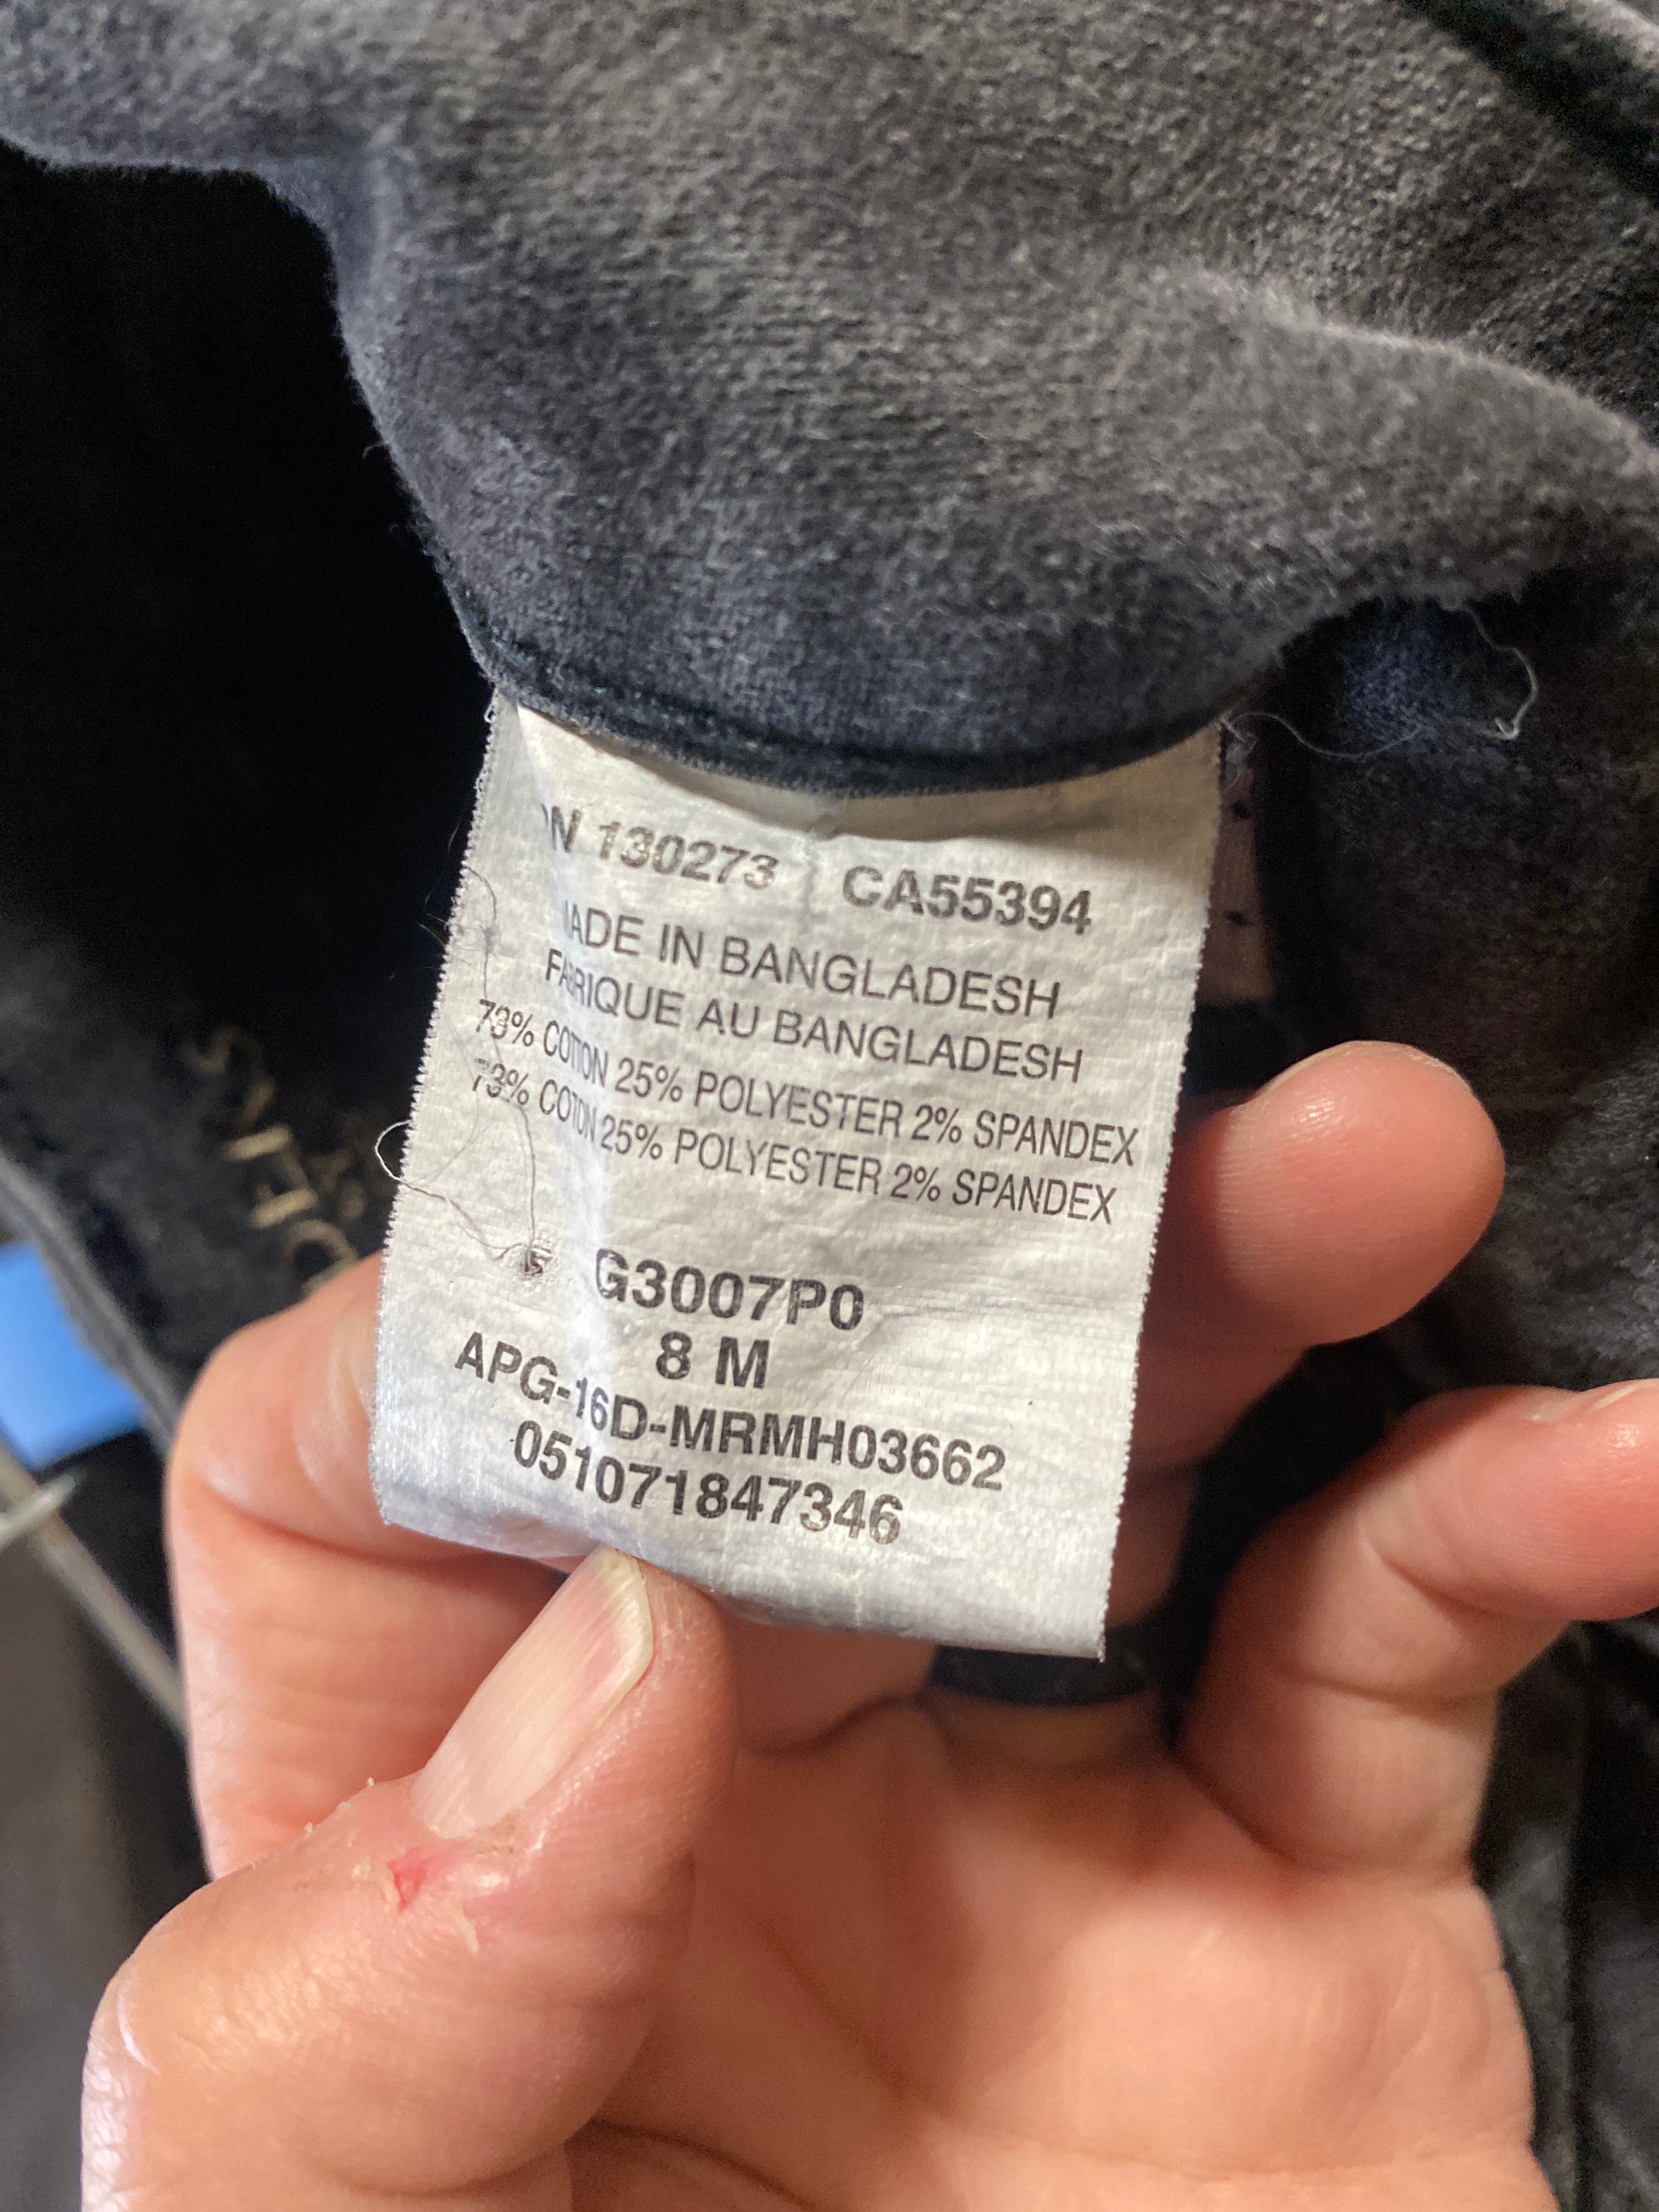 N 130273 CA55394
MADE IN BANGLADESH
FABRIQUE AU BANGLADESH
73% COTTON 25% POLYESTER 2% SPANDEX
73% COTON 25% POLYESTER 2% SPANDEX
G3007P0
8 M
APG-16D-MRMH03662
051071847346